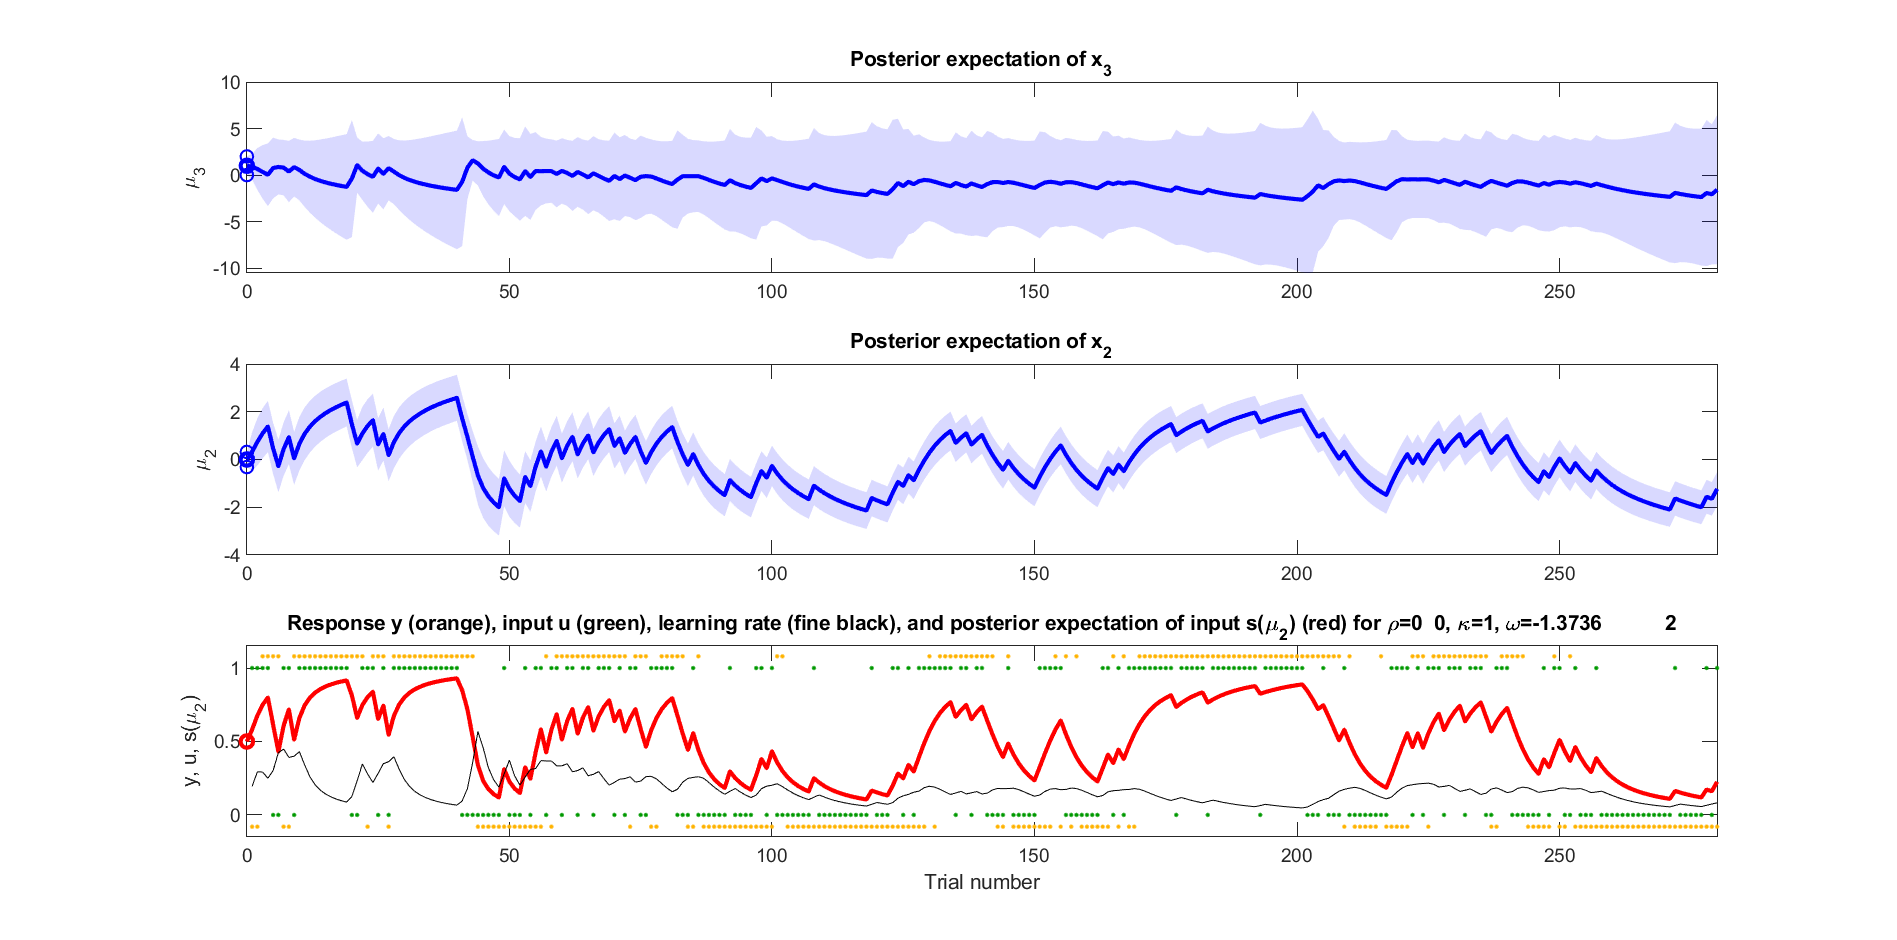 Posterior expectation of x₃
10
5
0
-5
-10
μ₃
0 50 100 150 200 250
Posterior expectation of x₂
4
2
0
-2
-4
μ₂
0 50 100 150 200 250
Response y (orange), input u (green), learning rate (fine black), and posterior expectation of input s(μ₂) (red) for ρ=0 0, κ=1, ω=-1.3736 2
1
0.5
0
y, u, s(μ₂)
0 50 100 150 200 250
Trial number